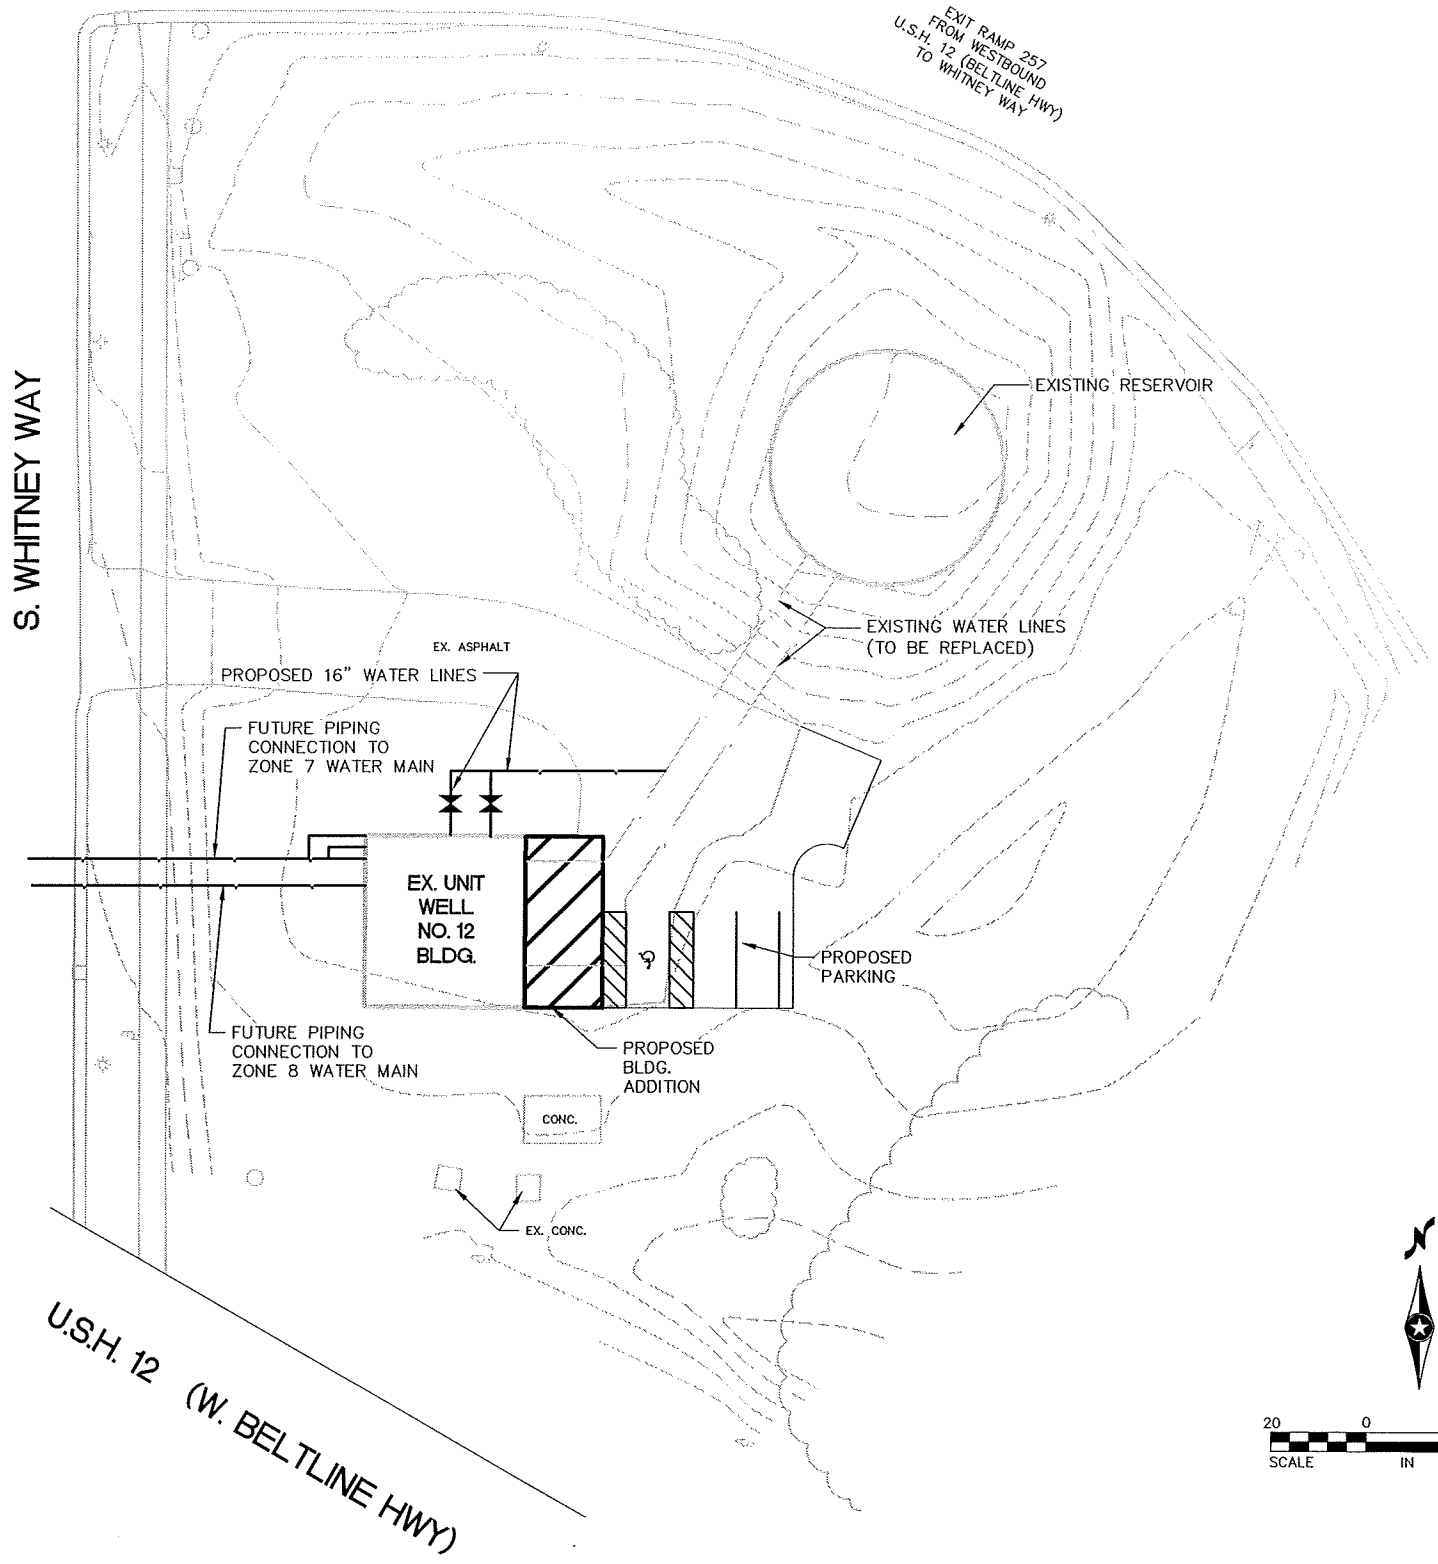 EXIT RAMP 257
FROM WESTBOUND
U.S.H. 12 (BELTLINE HWY)
TO WHITNEY WAY
S. WHITNEY WAY
EXISTING RESERVOIR
EXISTING WATER LINES
(TO BE REPLACED)
EX. ASPHALT
PROPOSED 16" WATER LINES
FUTURE PIPING
CONNECTION TO
ZONE 7 WATER MAIN
EX. UNIT
WELL
NO. 12
BLDG.
PROPOSED
PARKING
FUTURE PIPING
CONNECTION TO
ZONE 8 WATER MAIN
PROPOSED
BLDG.
ADDITION
CONC.
EX. CONC.
N
U.S.H. 12 (W. BELTLINE HWY)
20 0
SCALE IN